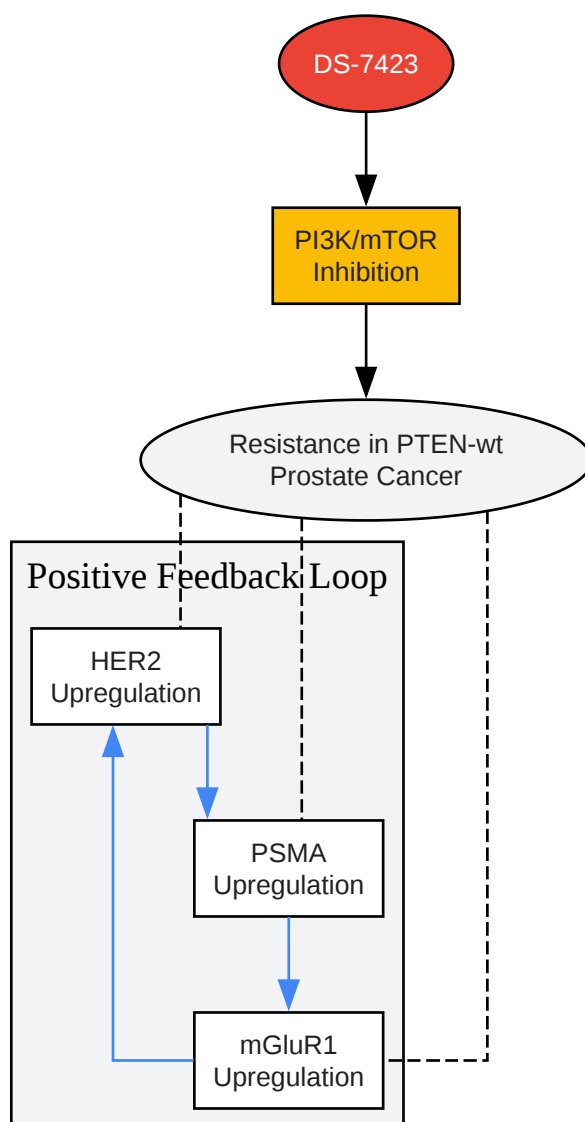 DS-7423
PI3K/mTOR
Inhibition
Resistance in PTEN-wt
Prostate Cancer
Positive Feedback Loop
HER2
Upregulation
PSMA
Upregulation
mGluR1
Upregulation